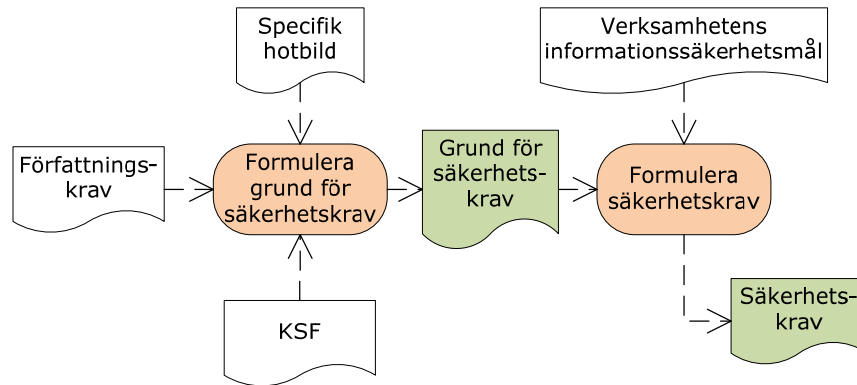 Specifik
hotbild
Verksamhetens
informationssäkerhetsmål
Författnings-
krav
Formulera
grund för
säkerhetskrav
Grund för
säkerhets-
krav
Formulera
säkerhetskrav
KSF
Säkerhets-
krav